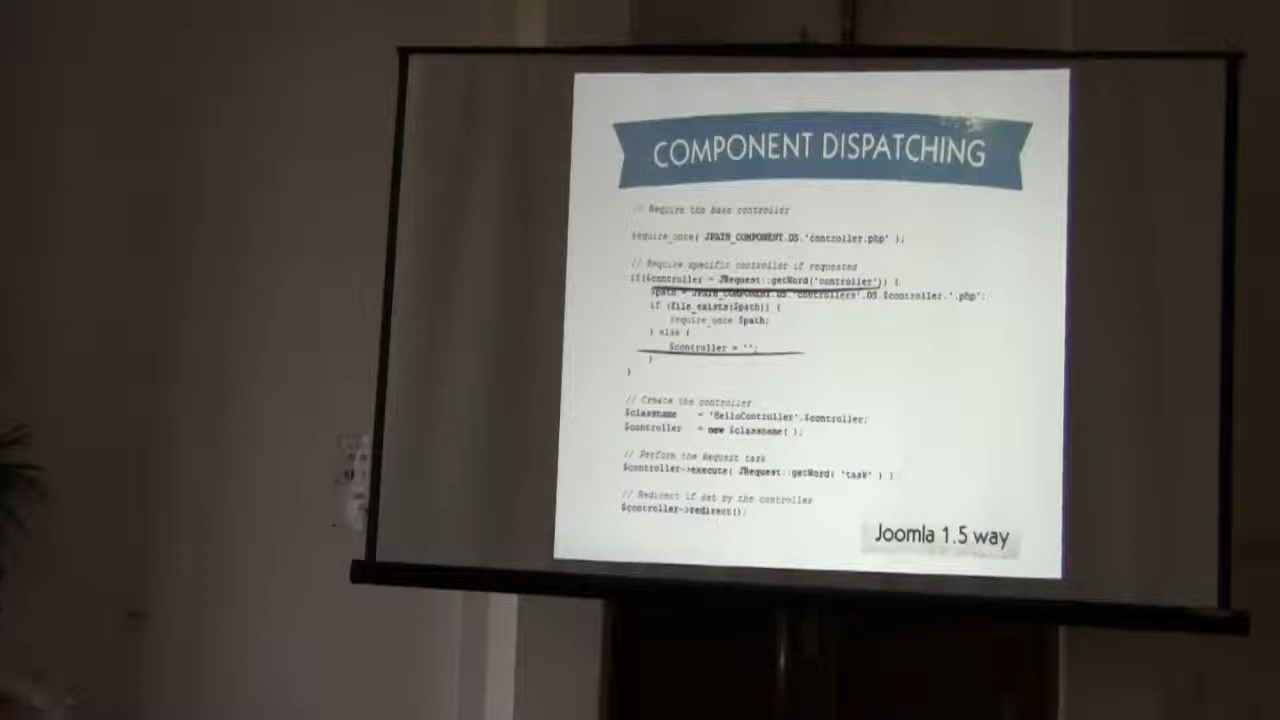 COMPONENT DISPATCHING
// Require the base controller
require_once( JPATH_COMPONENT.DS.'controller.php' );
// Require specific controller if requested
if($controller = JRequest::getWord('controller')) {
$path = JPATH_COMPONENT.DS.'controllers'.DS.$controller.'.php';
if (file_exists($path)) {
require_once $path;
} else {
$controller = '';
}
}
// Create the controller
$classname = 'HelloController'.$controller;
$controller = new $classname( );
// Perform the Request task
$controller->execute( JRequest::getWord( 'task' ) );
// Redirect if set by the controller
$controller->redirect();
Joomla 1.5 way